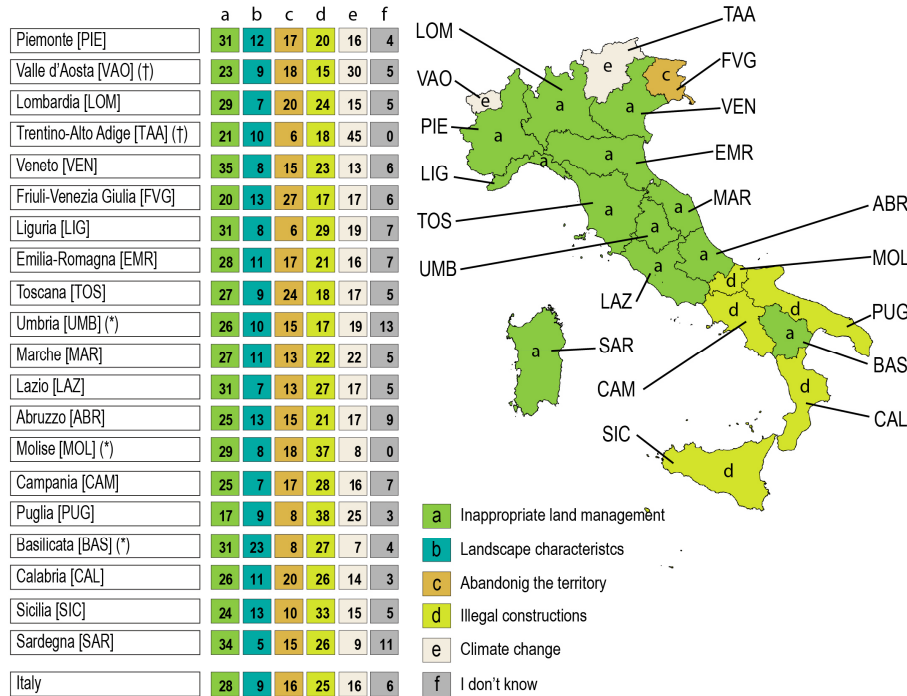 a b c d e f
Piemonte [PIE] 31 12 17 20 16 4
Valle d'Aosta [VAO] (†) 23 9 18 15 30 5
Lombardia [LOM] 29 7 20 24 15 5
Trentino-Alto Adige [TAA] (†) 21 10 6 18 45 0
Veneto [VEN] 35 8 15 23 13 6
Friuli-Venezia Giulia [FVG] 20 13 27 17 17 6
Liguria [LIG] 31 8 6 29 19 7
Emilia-Romagna [EMR] 28 11 17 21 16 7
Toscana [TOS] 27 9 24 18 17 5
Umbria [UMB] (*) 26 10 15 17 19 13
Marche [MAR] 27 11 13 22 22 5
Lazio [LAZ] 31 7 13 27 17 5
Abruzzo [ABR] 25 13 15 21 17 9
Molise [MOL] (*) 29 8 18 37 8 0
Campania [CAM] 25 7 17 28 16 7
Puglia [PUG] 17 9 8 38 25 3
Basilicata [BAS] (*) 31 23 8 27 7 4
Calabria [CAL] 26 11 20 26 14 3
Sicilia [SIC] 24 13 10 33 15 5
Sardegna [SAR] 34 5 15 26 9 11
Italy 28 9 16 25 16 6
TAA
LOM
FVG
e
c
VAO
e
a
a
VEN
PIE
a
a
EMR
LIG
a
MAR
a
a
ABR
TOS
a
UMB
a
a
MOL
d
LAZ
d
d
PUG
a
SAR
a
BAS
CAM
d
CAL
SIC
d
a Inappropriate land management
b Landscape characteristcs
c Abandonig the territory
d Illegal constructions
e Climate change
f I don't know